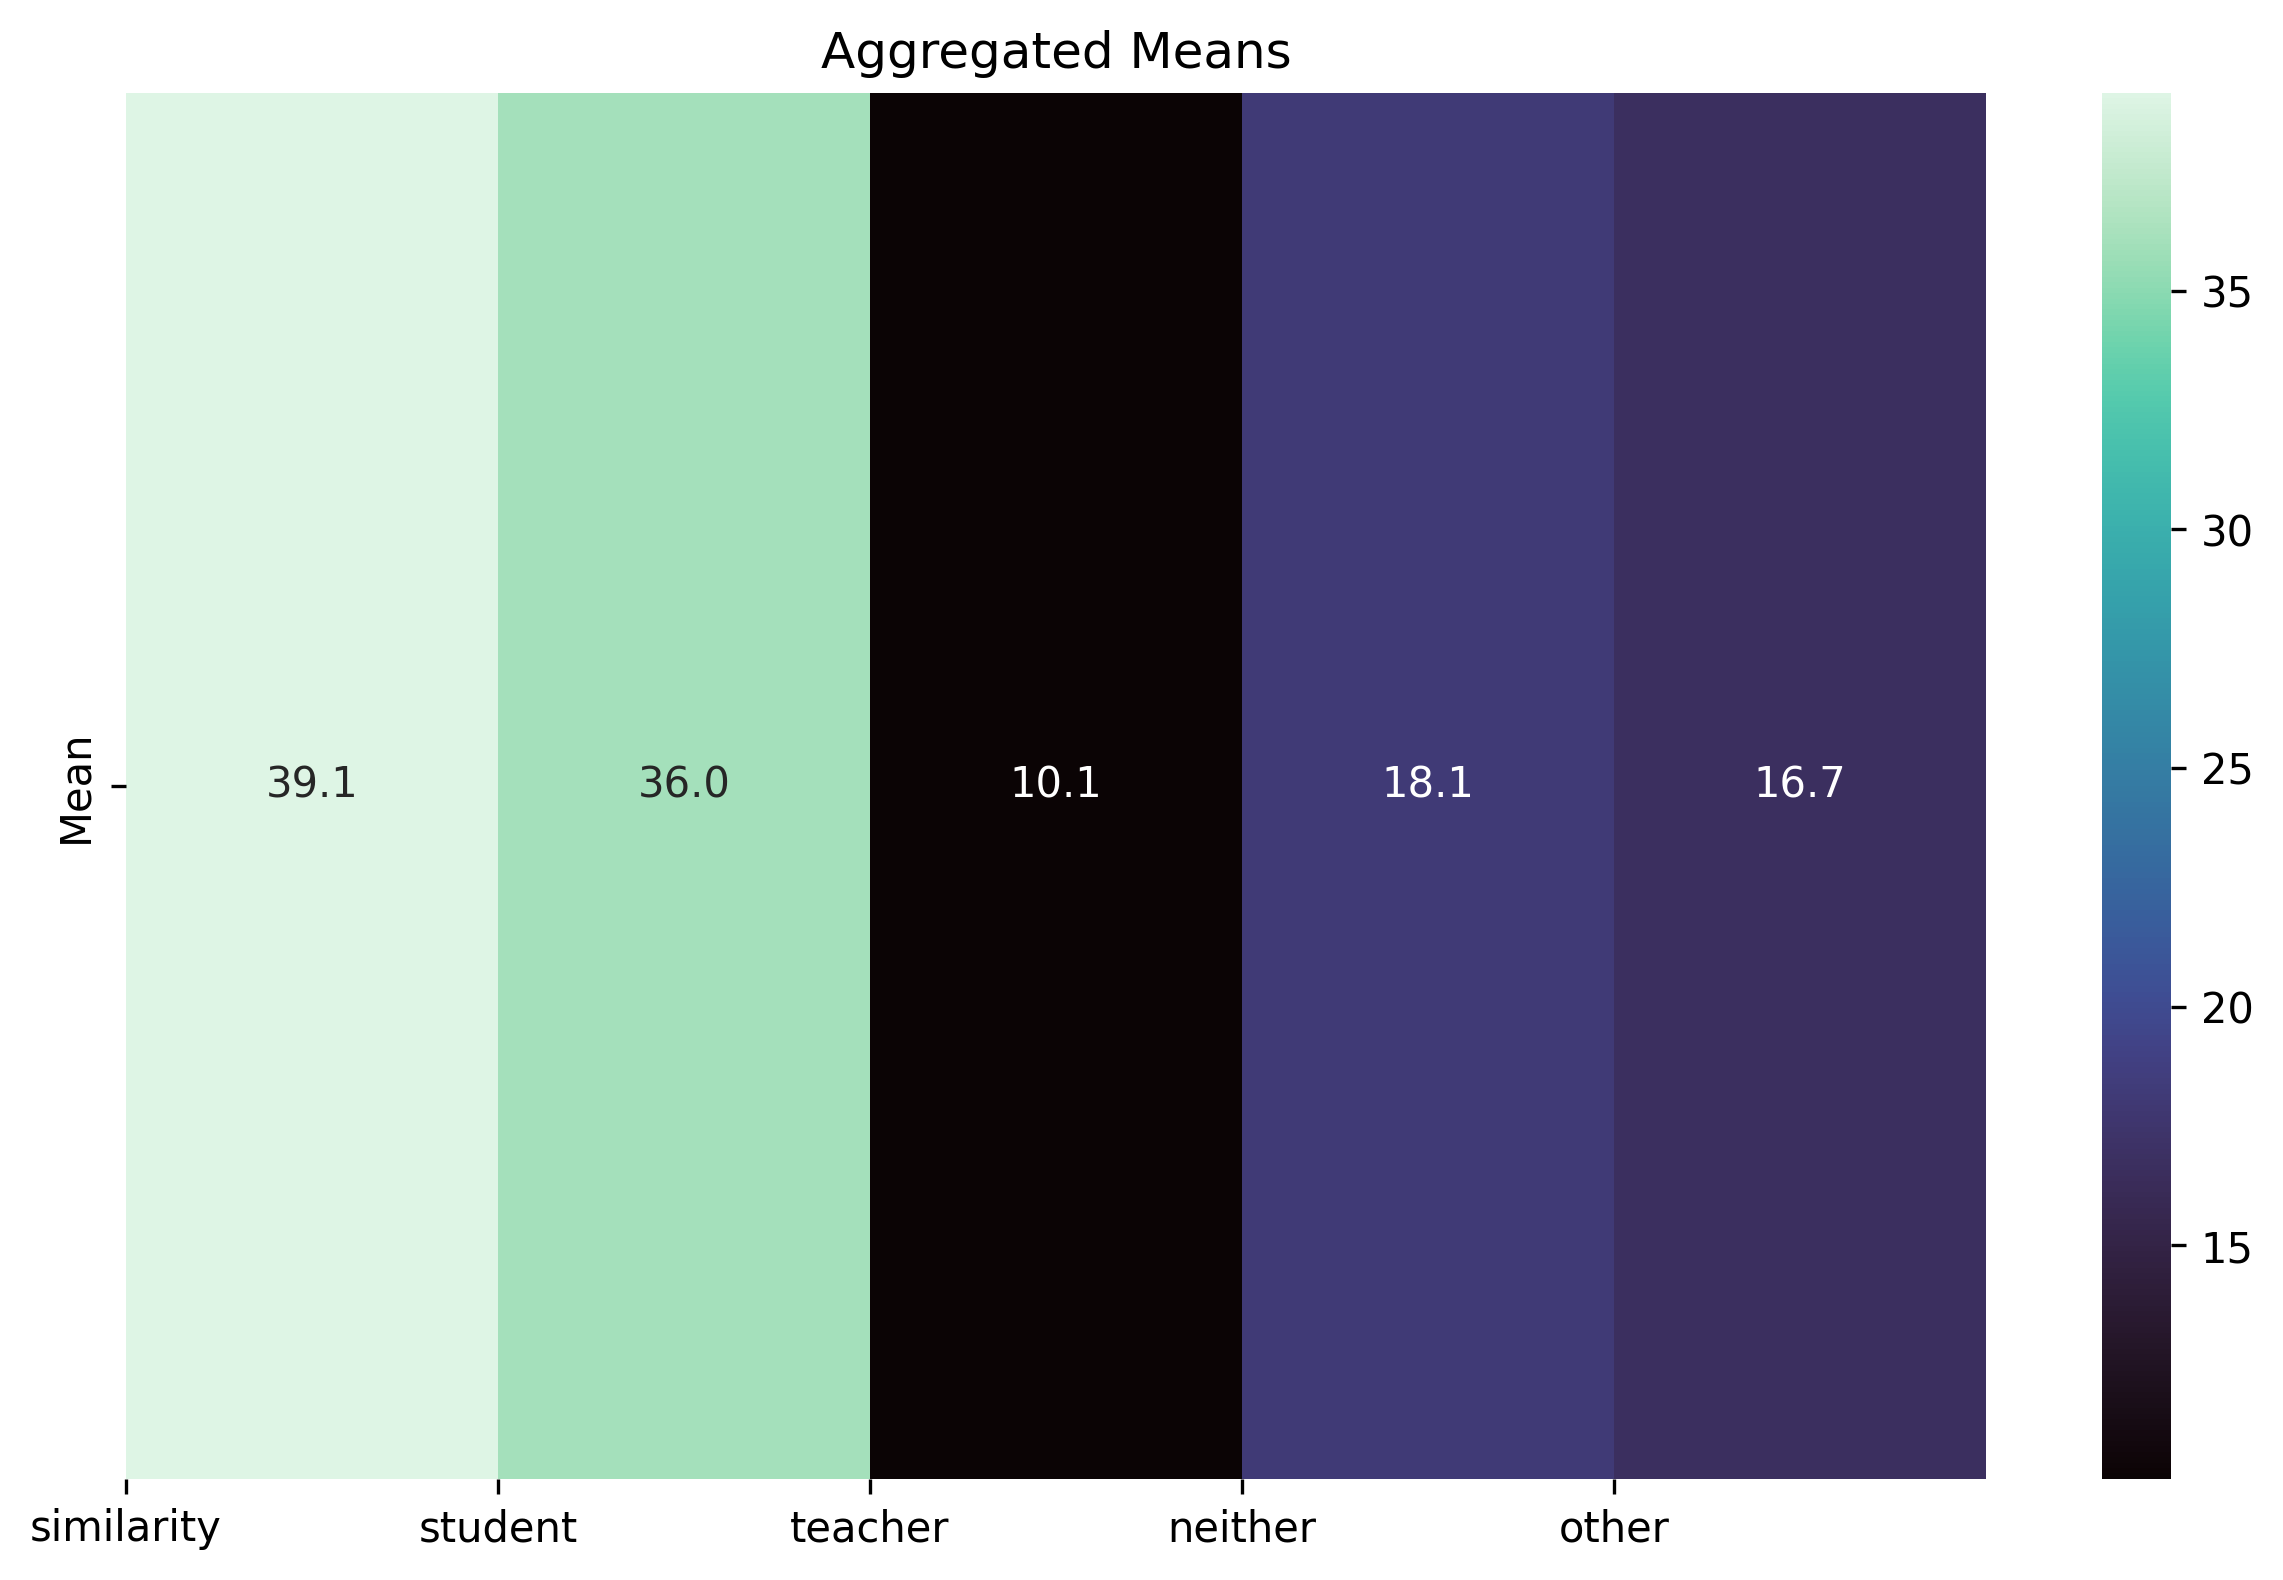 Aggregated Means
Mean
39.1 36.0 10.1 18.1 16.7
similarity student teacher neither other
35
30
25
20
15